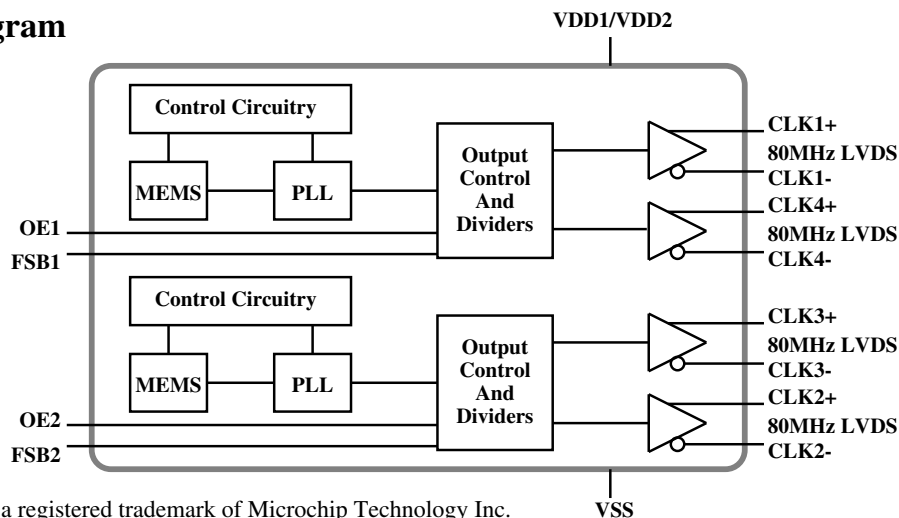 gram
VDD1/VDD2
Control Circuitry
MEMS
PLL
Output
Control
And
Dividers
OE1
FSB1
CLK1+
80MHz LVDS
CLK1-
CLK4+
80MHz LVDS
CLK4-
Control Circuitry
MEMS
PLL
Output
Control
And
Dividers
OE2
FSB2
CLK3+
80MHz LVDS
CLK3-
CLK2+
80MHz LVDS
CLK2-
VSS
a registered trademark of Microchip Technology Inc.